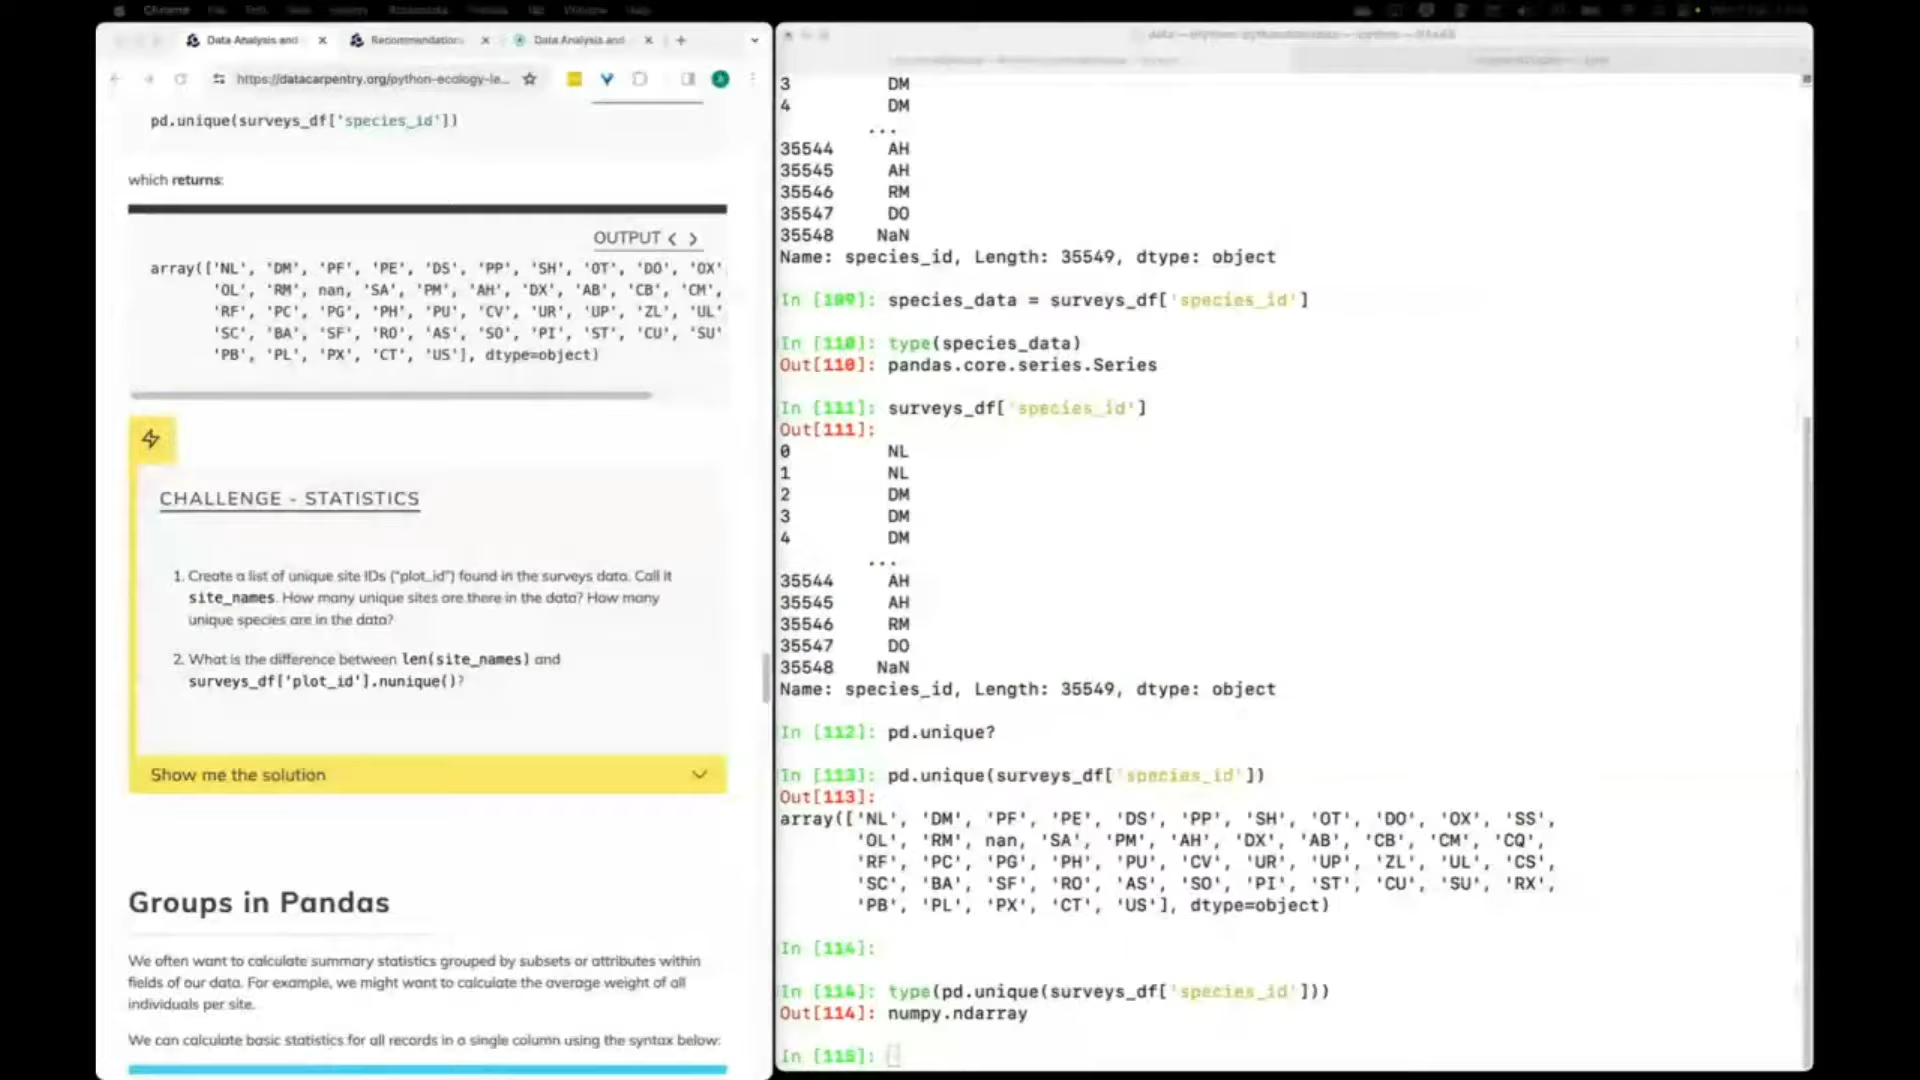 Chrome
Data Analysis and
Recommendation
Data Analysis and
https://datacarpentry.org/python-ecology-le...
pd.unique(surveys_df['species_id'])
which returns:
OUTPUT < >
array(['NL', 'DM', 'PF', 'PE', 'DS', 'PP', 'SH', 'OT', 'DO', 'OX'
'OL', 'RM', nan, 'SA', 'PM', 'AH', 'DX', 'AB', 'CB', 'CM',
'RF', 'PC', 'PG', 'PH', 'PU', 'CV', 'UR', 'UP', 'ZL', 'UL'
'SC', 'BA', 'SF', 'RO', 'AS', 'SO', 'PI', 'ST', 'CU', 'SU'
'PB', 'PL', 'PX', 'CT', 'US'], dtype=object)
CHALLENGE - STATISTICS
1. Create a list of unique site IDs ("plot_id") found in the surveys data. Call it
site_names. How many unique sites are there in the data? How many
unique species are in the data?
2. What is the difference between len(site_names) and
surveys_df['plot_id'].nunique()?
Show me the solution
Groups in Pandas
We often want to calculate summary statistics grouped by subsets or attributes within
fields of our data. For example, we might want to calculate the average weight of all
individuals per site.
We can calculate basic statistics for all records in a single column using the syntax below:
3 DM
4 DM
...
35544 AH
35545 AH
35546 RM
35547 DO
35548 NaN
Name: species_id, Length: 35549, dtype: object
In [109]: species_data = surveys_df['species_id']
In [110]: type(species_data)
Out[110]: pandas.core.series.Series
In [111]: surveys_df['species_id']
Out[111]:
0 NL
1 NL
2 DM
3 DM
4 DM
...
35544 AH
35545 AH
35546 RM
35547 DO
35548 NaN
Name: species_id, Length: 35549, dtype: object
In [112]: pd.unique?
In [113]: pd.unique(surveys_df['species_id'])
Out[113]:
array(['NL', 'DM', 'PF', 'PE', 'DS', 'PP', 'SH', 'OT', 'DO', 'OX', 'SS',
'OL', 'RM', nan, 'SA', 'PM', 'AH', 'DX', 'AB', 'CB', 'CM', 'CQ',
'RF', 'PC', 'PG', 'PH', 'PU', 'CV', 'UR', 'UP', 'ZL', 'UL', 'CS',
'SC', 'BA', 'SF', 'RO', 'AS', 'SO', 'PI', 'ST', 'CU', 'SU', 'RX',
'PB', 'PL', 'PX', 'CT', 'US'], dtype=object)
In [114]:
In [114]: type(pd.unique(surveys_df['species_id']))
Out[114]: numpy.ndarray
In [115]: